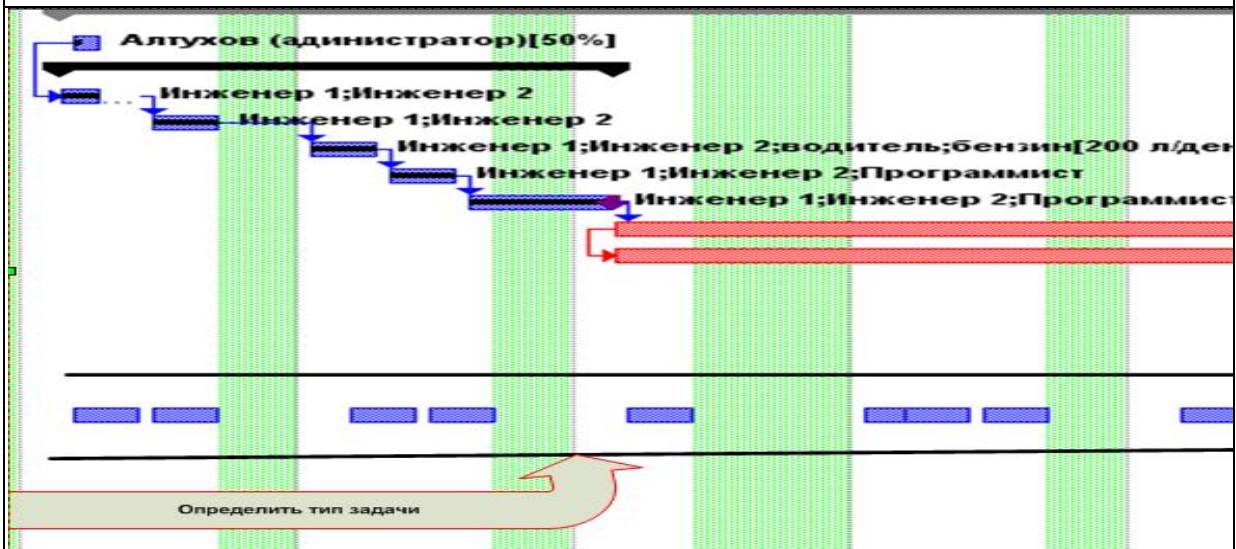 Алтухов (адинистратор)[50%]
Инженер 1;Инженер 2
Инженер 1;Инженер 2
Инженер 1;Инженер 2;водитель;бензин[200 л/ден
Инженер 1;Инженер 2;Программист
Инженер 1;Инженер 2;Программист
Определить тип задачи